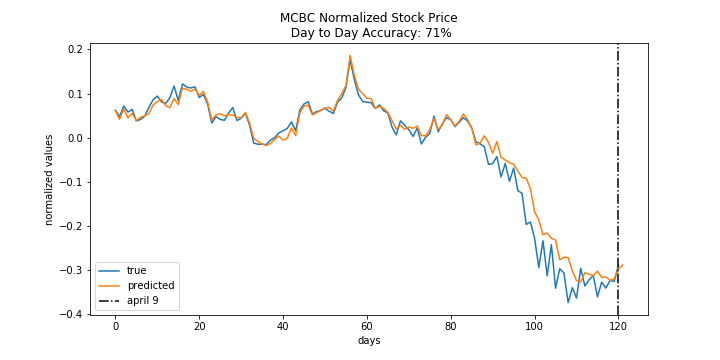 MCBC Normalized Stock Price
Day to Day Accuracy: 71%
normalized values
0.2
0.1
0.0
−0.1
−0.2
−0.3
−0.4
true
predicted
april 9
0
20
40
60
80
100
120
days